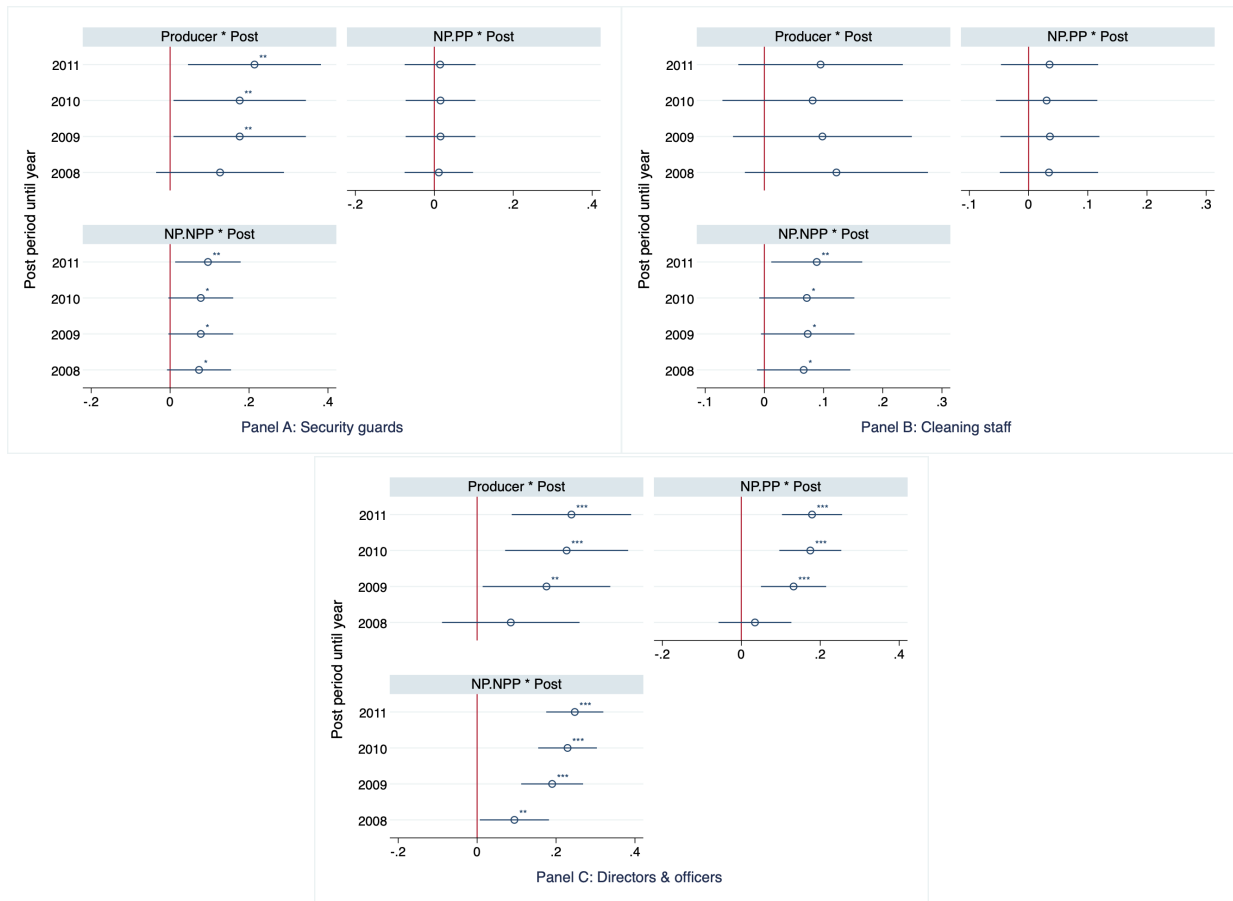 Producer * Post
NP.PP * Post
2011
**
2010
**
2009
**
2008
-.2 0 .2 .4
NP.NPP * Post
2011
**
2010
*
2009
*
2008
*
-.2 0 .2 .4
Post period until year
Panel A: Security guards
Producer * Post
NP.PP * Post
2011
2010
2009
2008
-.1 0 .1 .2 .3
NP.NPP * Post
2011
**
2010
*
2009
*
2008
*
-.1 0 .1 .2 .3
Post period until year
Panel B: Cleaning staff
Producer * Post
NP.PP * Post
2011
*** ***
2010
*** ***
2009
** ***
2008
-.2 0 .2 .4
NP.NPP * Post
2011
***
2010
***
2009
***
2008
**
-.2 0 .2 .4
Post period until year
Panel C: Directors & officers